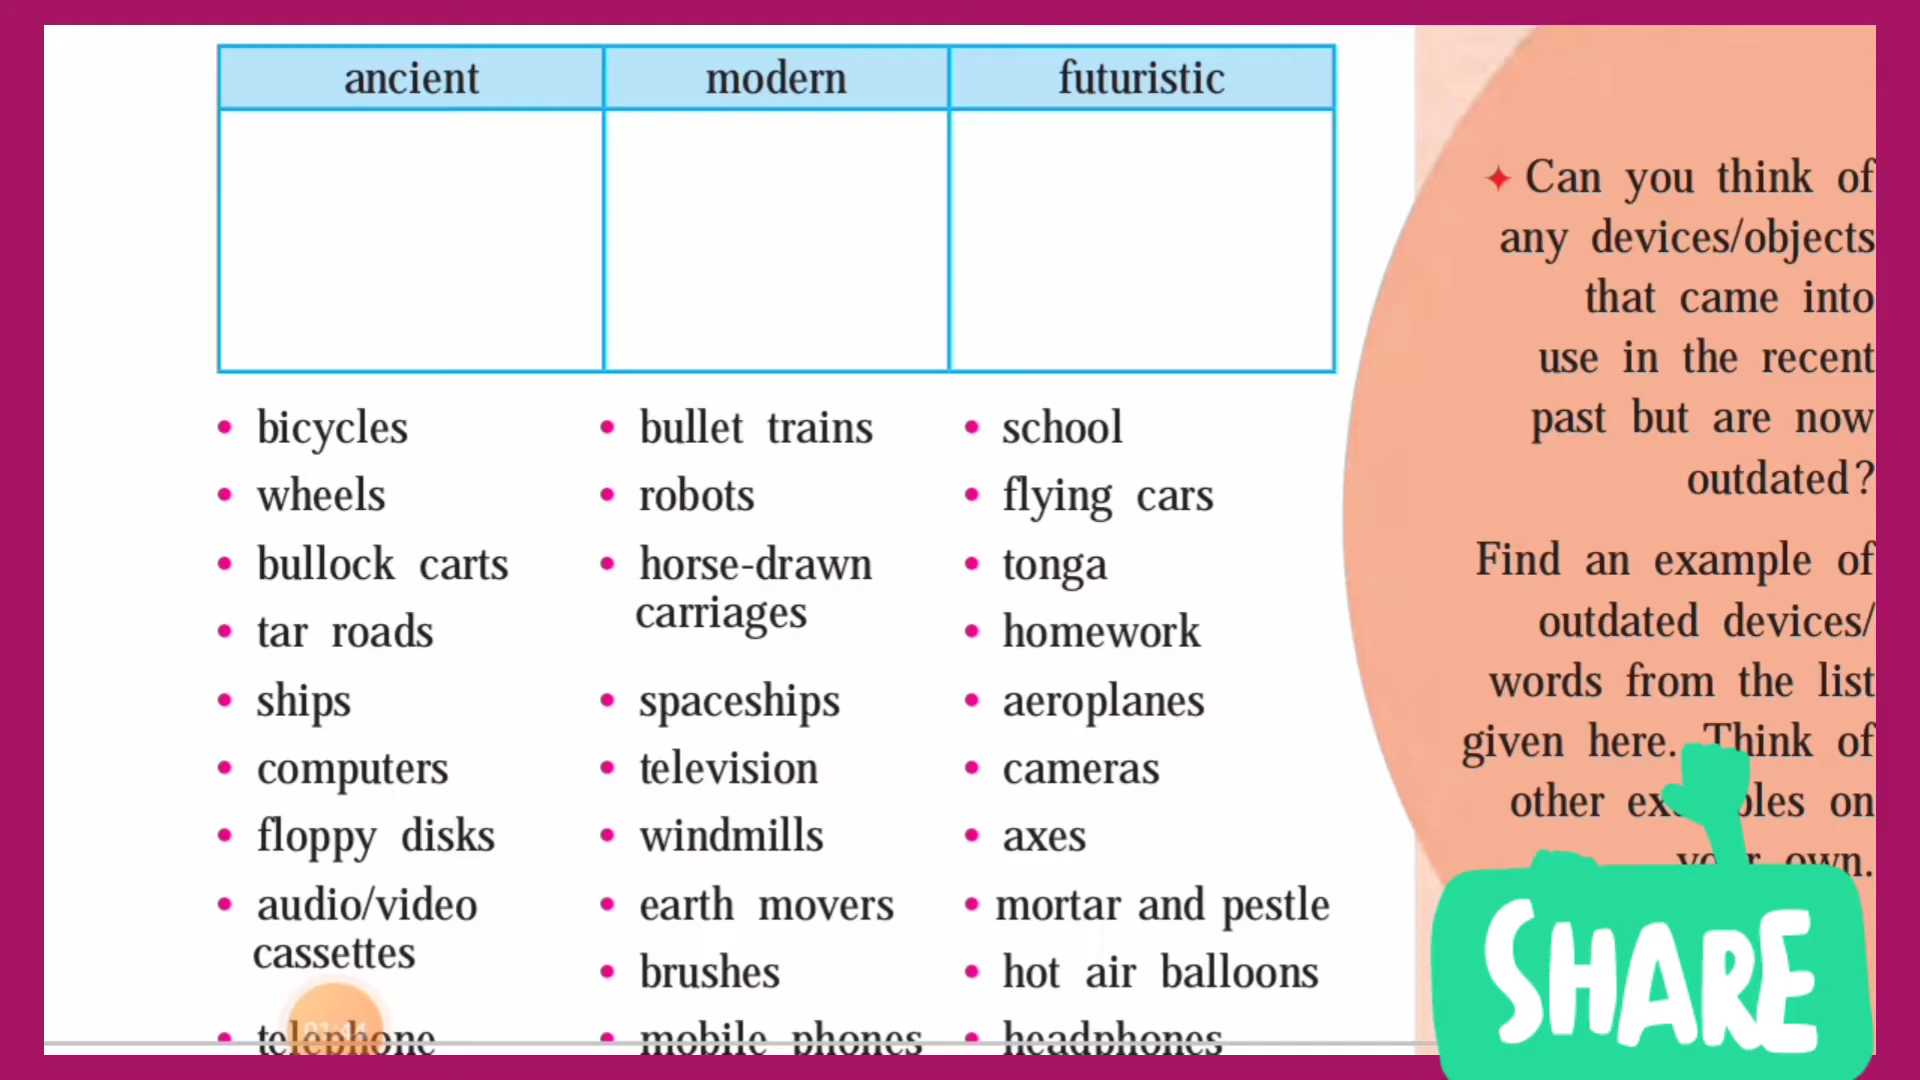 ancient modern futuristic
• bicycles
• wheels
• bullock carts
• tar roads
• ships
• computers
• floppy disks
• audio/video
cassettes
• telephone
• bullet trains
• robots
• horse-drawn
carriages
• spaceships
• television
• windmills
• earth movers
• brushes
• mobile phones
• school
• flying cars
• tonga
• homework
• aeroplanes
• cameras
• axes
• mortar and pestle
• hot air balloons
• headphones
✦ Can you think of
any devices/objects
that came into
use in the recent
past but are now
outdated?
Find an example of
outdated devices/
words from the list
given here. Think of
other on
own.
SHARE